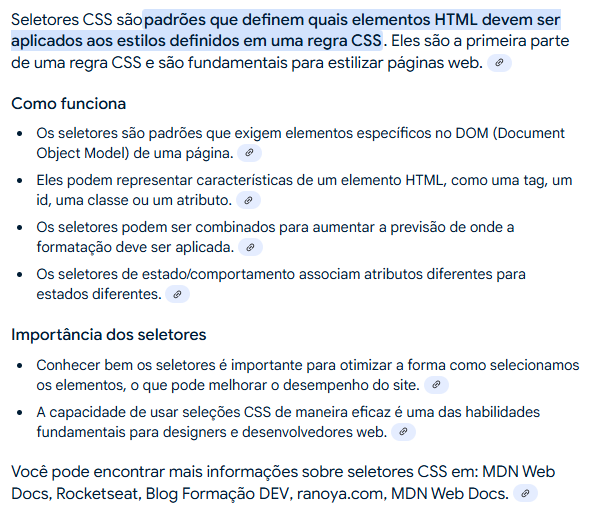 Seletores CSS são padrões que definem quais elementos HTML devem ser
aplicados aos estilos definidos em uma regra CSS. Eles são a primeira parte
de uma regra CSS e são fundamentais para estilizar páginas web.
Como funciona
• Os seletores são padrões que exigem elementos específicos no DOM (Document
Object Model) de uma página.
• Eles podem representar características de um elemento HTML, como uma tag, um
id, uma classe ou um atributo.
• Os seletores podem ser combinados para aumentar a previsão de onde a
formatação deve ser aplicada.
• Os seletores de estado/comportamento associam atributos diferentes para
estados diferentes.
Importância dos seletores
• Conhecer bem os seletores é importante para otimizar a forma como selecionamos
os elementos, o que pode melhorar o desempenho do site.
• A capacidade de usar seleções CSS de maneira eficaz é uma das habilidades
fundamentais para designers e desenvolvedores web.
Você pode encontrar mais informações sobre seletores CSS em: MDN Web
Docs, Rocketseat, Blog Formação DEV, ranoya.com, MDN Web Docs.